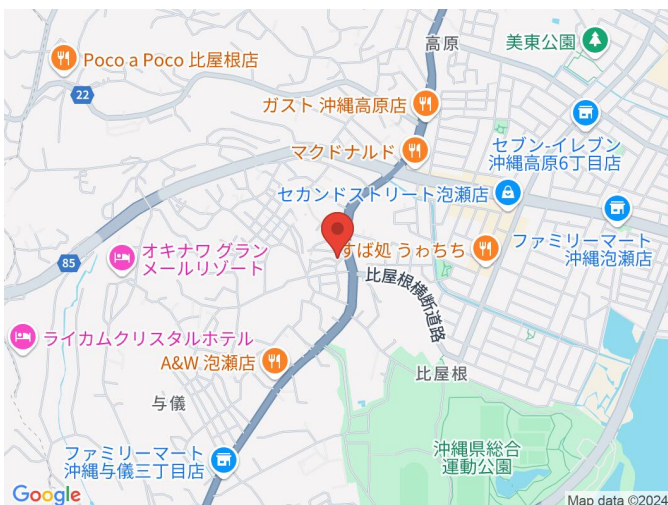 高原
美東公園
Poco a Poco 比屋根店
22
ガスト 沖縄高原店
マクドナルド
セブン-イレブン
沖縄高原6丁目店
セカンドストリート泡瀬店
すば処 うゎちち
ファミリーマート
沖縄泡瀬店
85
オキナワ グラン
メールリゾート
比屋根横断道路
ライカムクリスタルホテル
A&W 泡瀬店
比屋根
与儀
沖縄県総合
運動公園
ファミリーマート
沖縄与儀三丁目店
Google
Map data ©2024